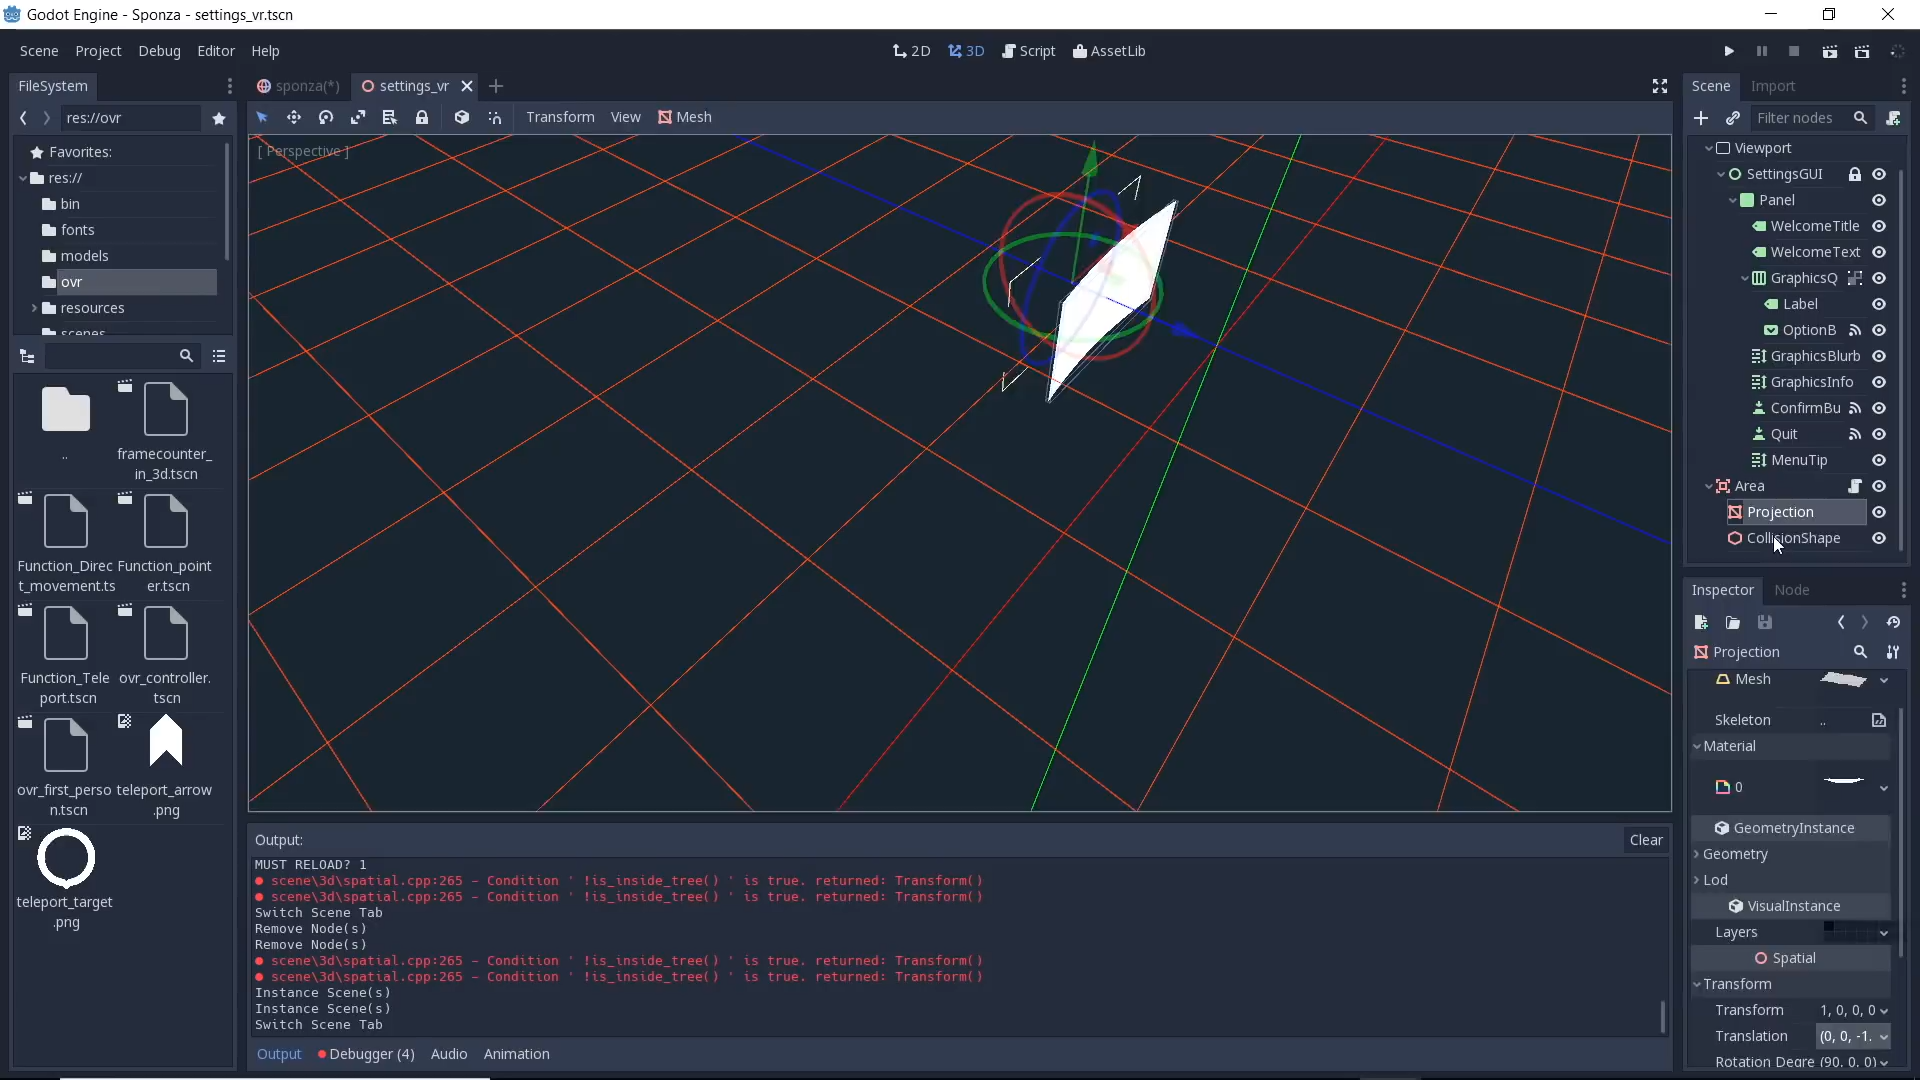 Godot Engine - Sponza - settings_vr.tscn
Scene Project Debug Editor Help
2D 3D Script AssetLib
FileSystem
res://ovr
Favorites:
res://
bin
fonts
models
ovr
resources
scenes
..
framecounter_
in_3d.tscn
Function_Direc
t_movement.ts
Function_point
er.tscn
Function_Tele
port.tscn
ovr_controller.
tscn
ovr_first_perso
n.tscn
teleport_arrow
.png
teleport_target
.png
sponza(*) settings_vr
Transform View Mesh
[ Perspective ]
Output:
Clear
MUST RELOAD? 1
scene\3d\spatial.cpp:265 - Condition ' !is_inside_tree() ' is true. returned: Transform()
scene\3d\spatial.cpp:265 - Condition ' !is_inside_tree() ' is true. returned: Transform()
Switch Scene Tab
Remove Node(s)
Remove Node(s)
scene\3d\spatial.cpp:265 - Condition ' !is_inside_tree() ' is true. returned: Transform()
scene\3d\spatial.cpp:265 - Condition ' !is_inside_tree() ' is true. returned: Transform()
Instance Scene(s)
Instance Scene(s)
Switch Scene Tab
Output Debugger (4) Audio Animation
Scene Import
Filter nodes
Viewport
SettingsGUI
Panel
WelcomeTitle
WelcomeText
GraphicsQ
Label
OptionB
GraphicsBlurb
GraphicsInfo
ConfirmBu
Quit
MenuTip
Area
Projection
CollisionShape
Inspector Node
Projection
Mesh
Skeleton ..
Material
0
GeometryInstance
Geometry
Lod
VisualInstance
Layers
Spatial
Transform
Transform 1, 0, 0, 0
Translation (0, 0, -1.
Rotation Degre (90, 0, 0)